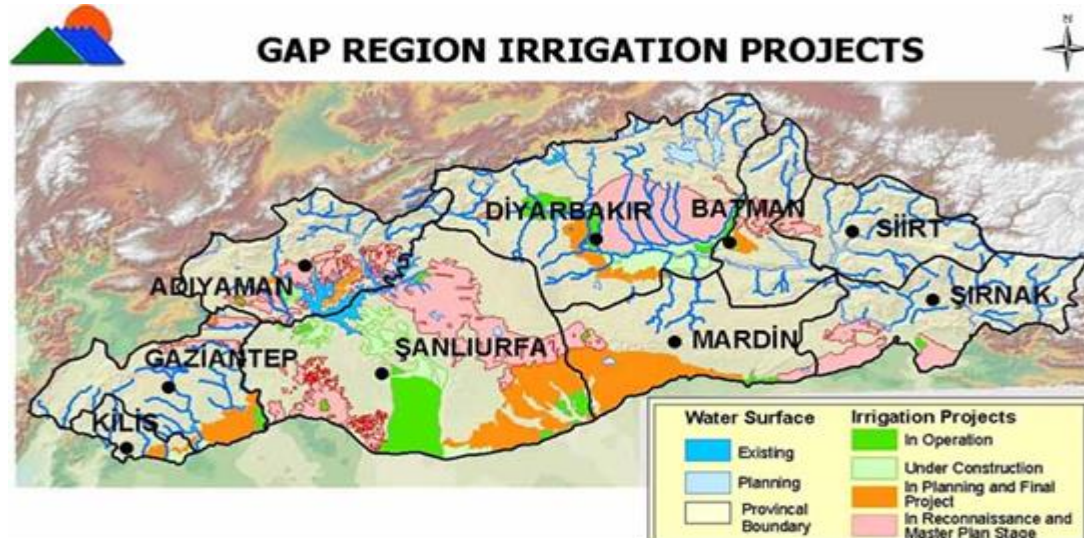 N
GAP REGION IRRIGATION PROJECTS
DİYARBAKIR
BATMAN
SİİRT
ADIYAMAN
ŞIRNAK
ŞANLIURFA
MARDİN
GAZİANTEP
KİLİS
Water Surface
Existing
Planning
Provincal
Boundary
Irrigation Projects
In Operation
Under Construction
In Planning and Final
Project
In Reconnaissance and
Master Plan Stage